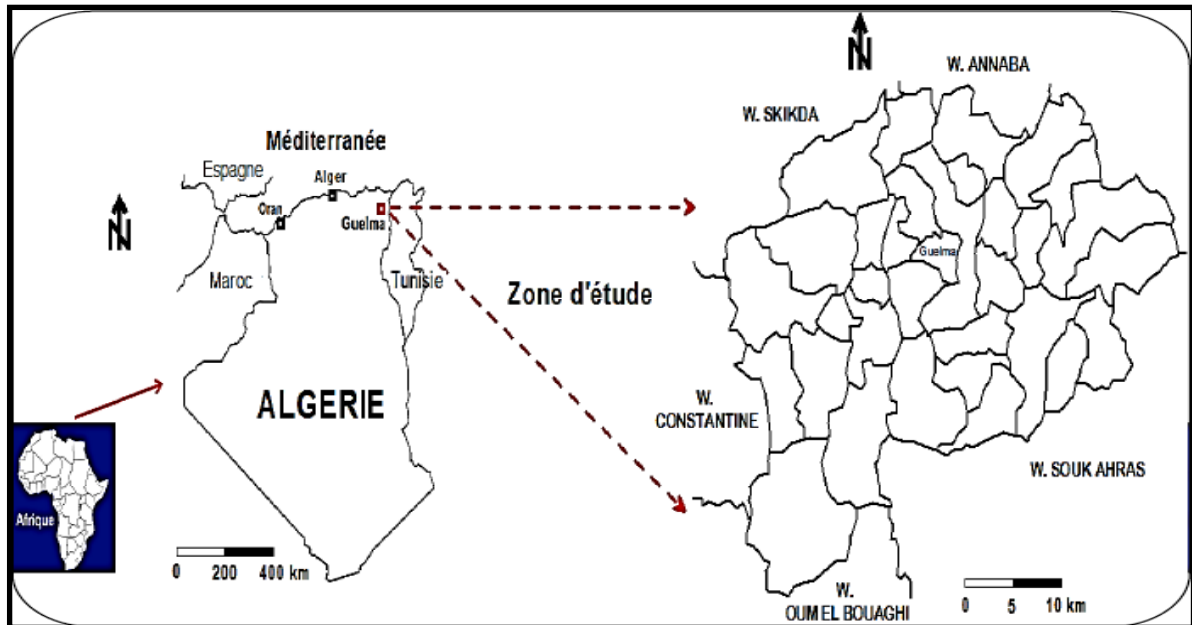 N
W. ANNABA
W. SKIKDA
Méditerranée
Espagne
Alger
Oran
Guelma
N
Maroc
Tunisie
Zone d'étude
Guelma
ALGERIE
W.
CONSTANTINE
W. SOUK AHRAS
Afrique
0 200 400 km
W.
OUM EL BOUAGHI
0 5 10 km